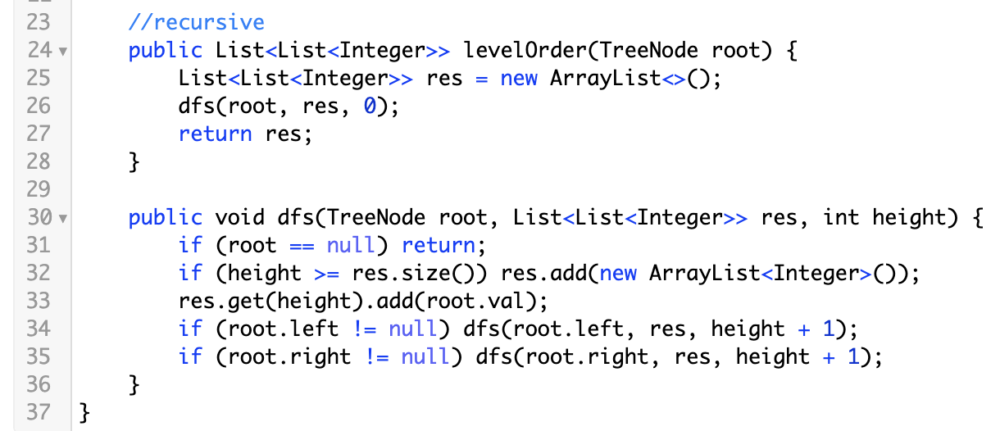 23 //recursive
24 public List<List<Integer>> levelOrder(TreeNode root) {
25 List<List<Integer>> res = new ArrayList<>();
26 dfs(root, res, 0);
27 return res;
28 }
29
30 public void dfs(TreeNode root, List<List<Integer>> res, int height) {
31 if (root == null) return;
32 if (height >= res.size()) res.add(new ArrayList<Integer>());
33 res.get(height).add(root.val);
34 if (root.left != null) dfs(root.left, res, height + 1);
35 if (root.right != null) dfs(root.right, res, height + 1);
36 }
37 }